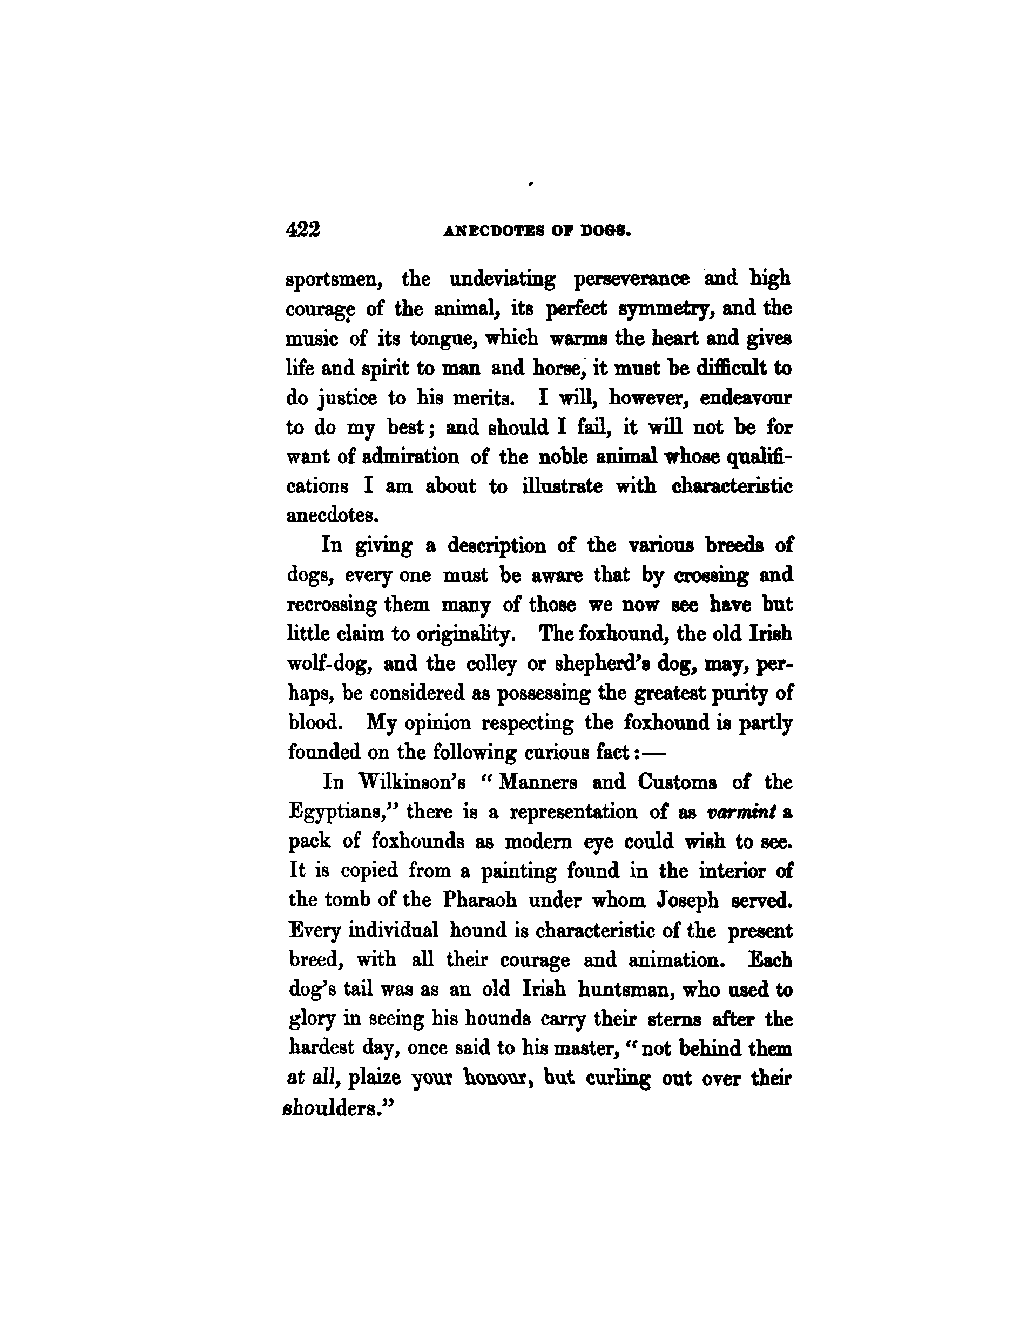 422 ANECDOTES OF DOGS.
sportsmen, the undeviating perseverance and high
courage of the animal, its perfect symmetry, and the
music of its tongue, which warms the heart and gives
life and spirit to man and horse, it must be difficult to
do justice to his merits. I will, however, endeavour
to do my best; and should I fail, it will not be for
want of admiration of the noble animal whose qualifi-
cations I am about to illustrate with characteristic
anecdotes.
In giving a description of the various breeds of
dogs, every one must be aware that by crossing and
recrossing them many of those we now see have but
little claim to originality. The foxhound, the old Irish
wolf-dog, and the colley or shepherd's dog, may, per-
haps, be considered as possessing the greatest purity of
blood. My opinion respecting the foxhound is partly
founded on the following curious fact:—
In Wilkinson's "Manners and Customs of the
Egyptians," there is a representation of as varmint a
pack of foxhounds as modern eye could wish to see.
It is copied from a painting found in the interior of
the tomb of the Pharaoh under whom Joseph served.
Every individual hound is characteristic of the present
breed, with all their courage and animation. Each
dog's tail was as an old Irish huntsman, who used to
glory in seeing his hounds carry their sterns after the
hardest day, once said to his master, "not behind them
at all, plaize your honour, but curling out over their
shoulders."